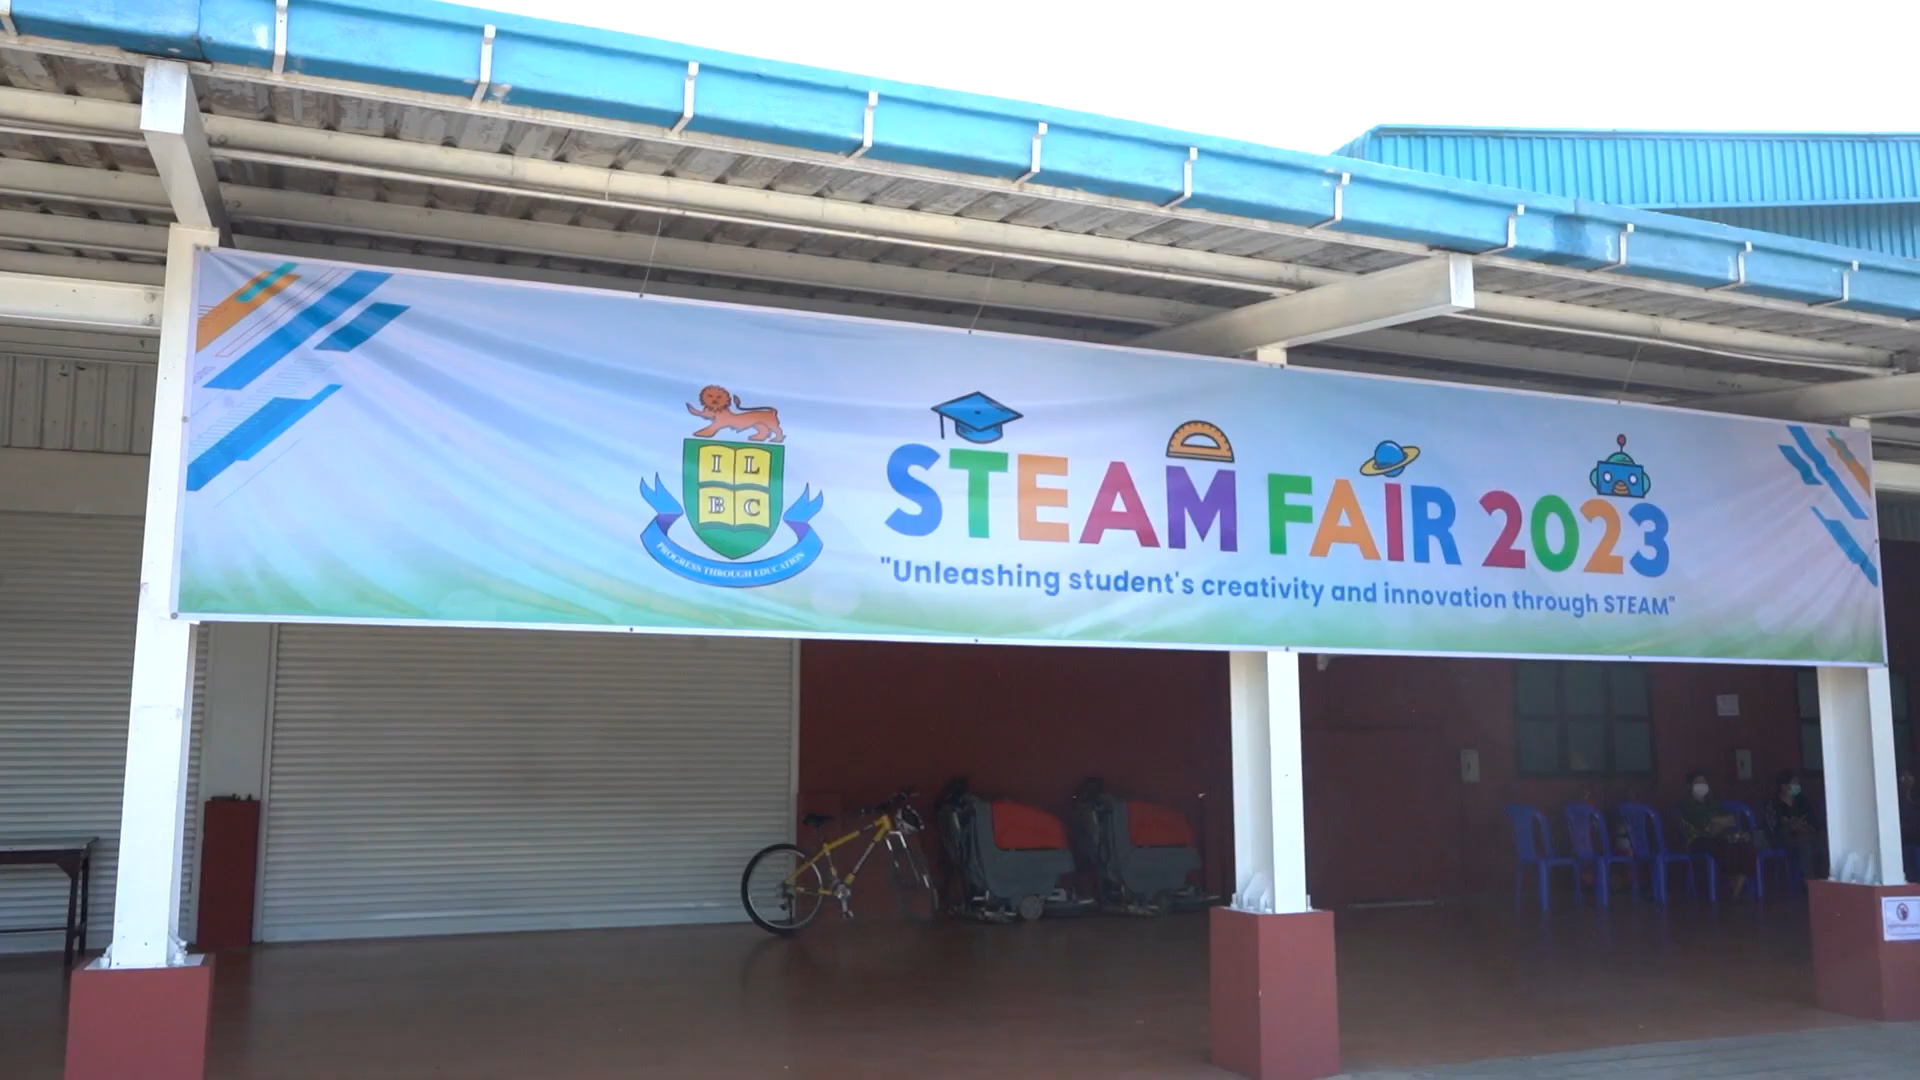 I L
B C
PROGRESS THROUGH EDUCATION
STEAM FAIR 2023
"Unleashing student's creativity and innovation through STEAM"